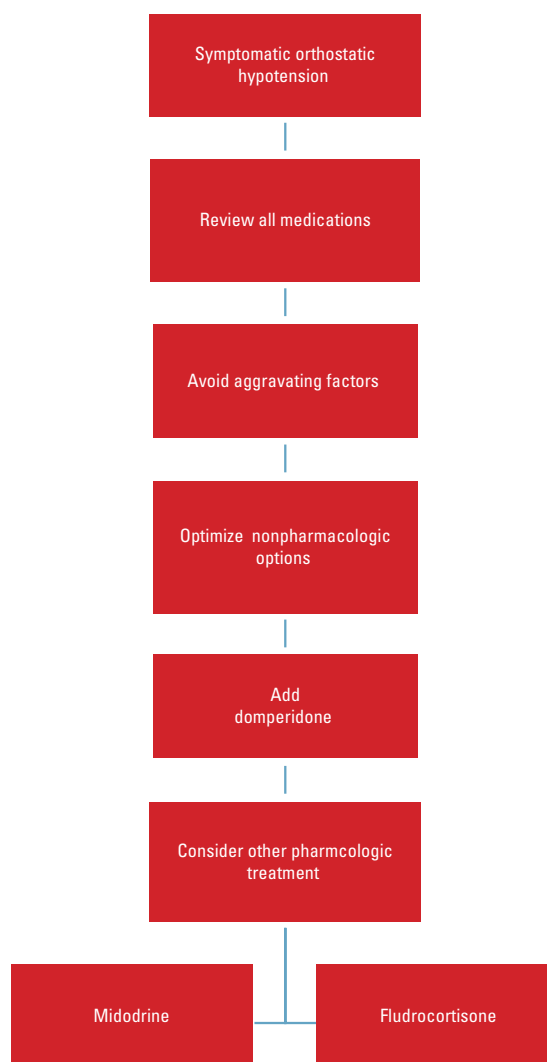 Symptomatic orthostatic
hypotension
Review all medications
Avoid aggravating factors
Optimize nonpharmacologic
options
Add
domperidone
Consider other pharmcologic
treatment
Midodrine
Fludrocortisone